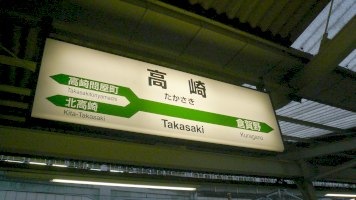 高崎
たかさき
Takasaki
高崎問屋町
Takasakitonyamachi
北高崎
Kita-Takasaki
倉賀野
Kuragano